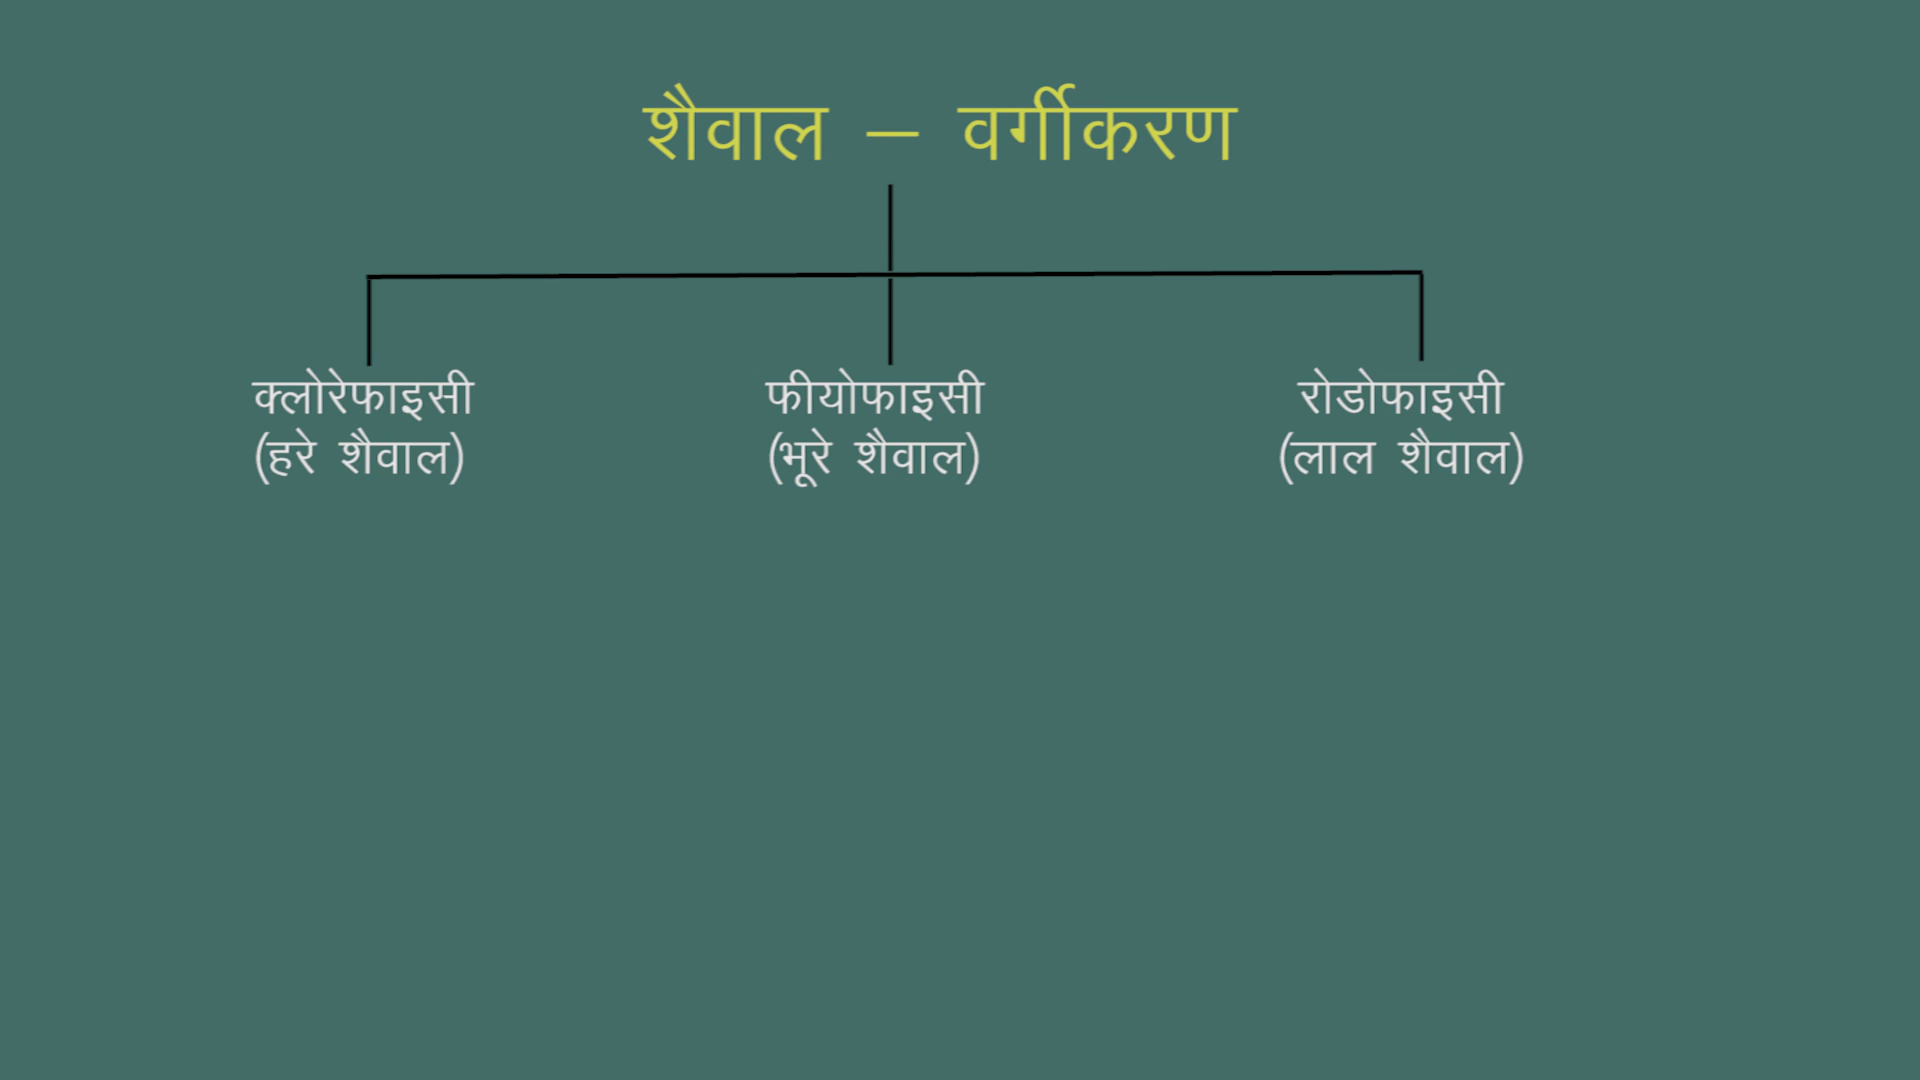 शैवाल – वर्गीकरण
क्लोरेफाइसी
(हरे शैवाल)
फीयोफाइसी
(भूरे शैवाल)
रोडोफाइसी
(लाल शैवाल)